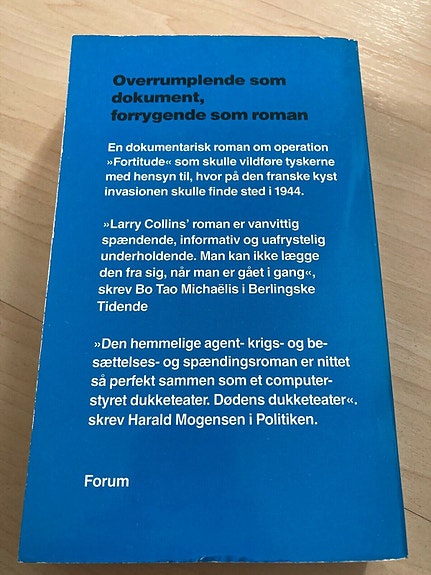 Overrumplende som
dokument,
forrygende som roman
En dokumentarisk roman om operation
»Fortitude« som skulle vildføre tyskerne
med hensyn til, hvor på den franske kyst
invasionen skulle finde sted i 1944.
»Larry Collins' roman er vanvittig
spændende, informativ og uafrystelig
underholdende. Man kan ikke lægge
den fra sig, når man er gået i gang«,
skrev Bo Tao Michaëlis i Berlingske
Tidende
»Den hemmelige agent- krigs- og be-
sættelses- og spændingsroman er nittet
så perfekt sammen som et computer-
styret dukketeater. Dødens dukketeater«.
skrev Harald Mogensen i Politiken.
Forum